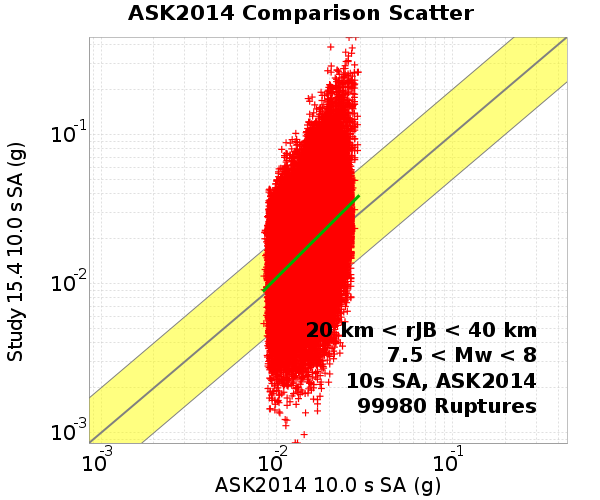 ASK2014 Comparison Scatter
Study 15.4 10.0 s SA (g)
10^-1
10^-2
10^-3
20 km < rJB < 40 km
7.5 < Mw < 8
10s SA, ASK2014
99980 Ruptures
10^-3 10^-2 10^-1
ASK2014 10.0 s SA (g)